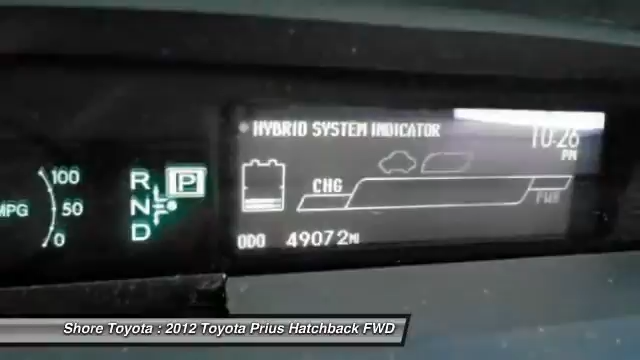 HYBRID SYSTEM INDICATOR
10:26
PM
100
MPG 50
0
R P
N
D
CHG
PWR
ODO 49072MI
Shore Toyota : 2012 Toyota Prius Hatchback FWD